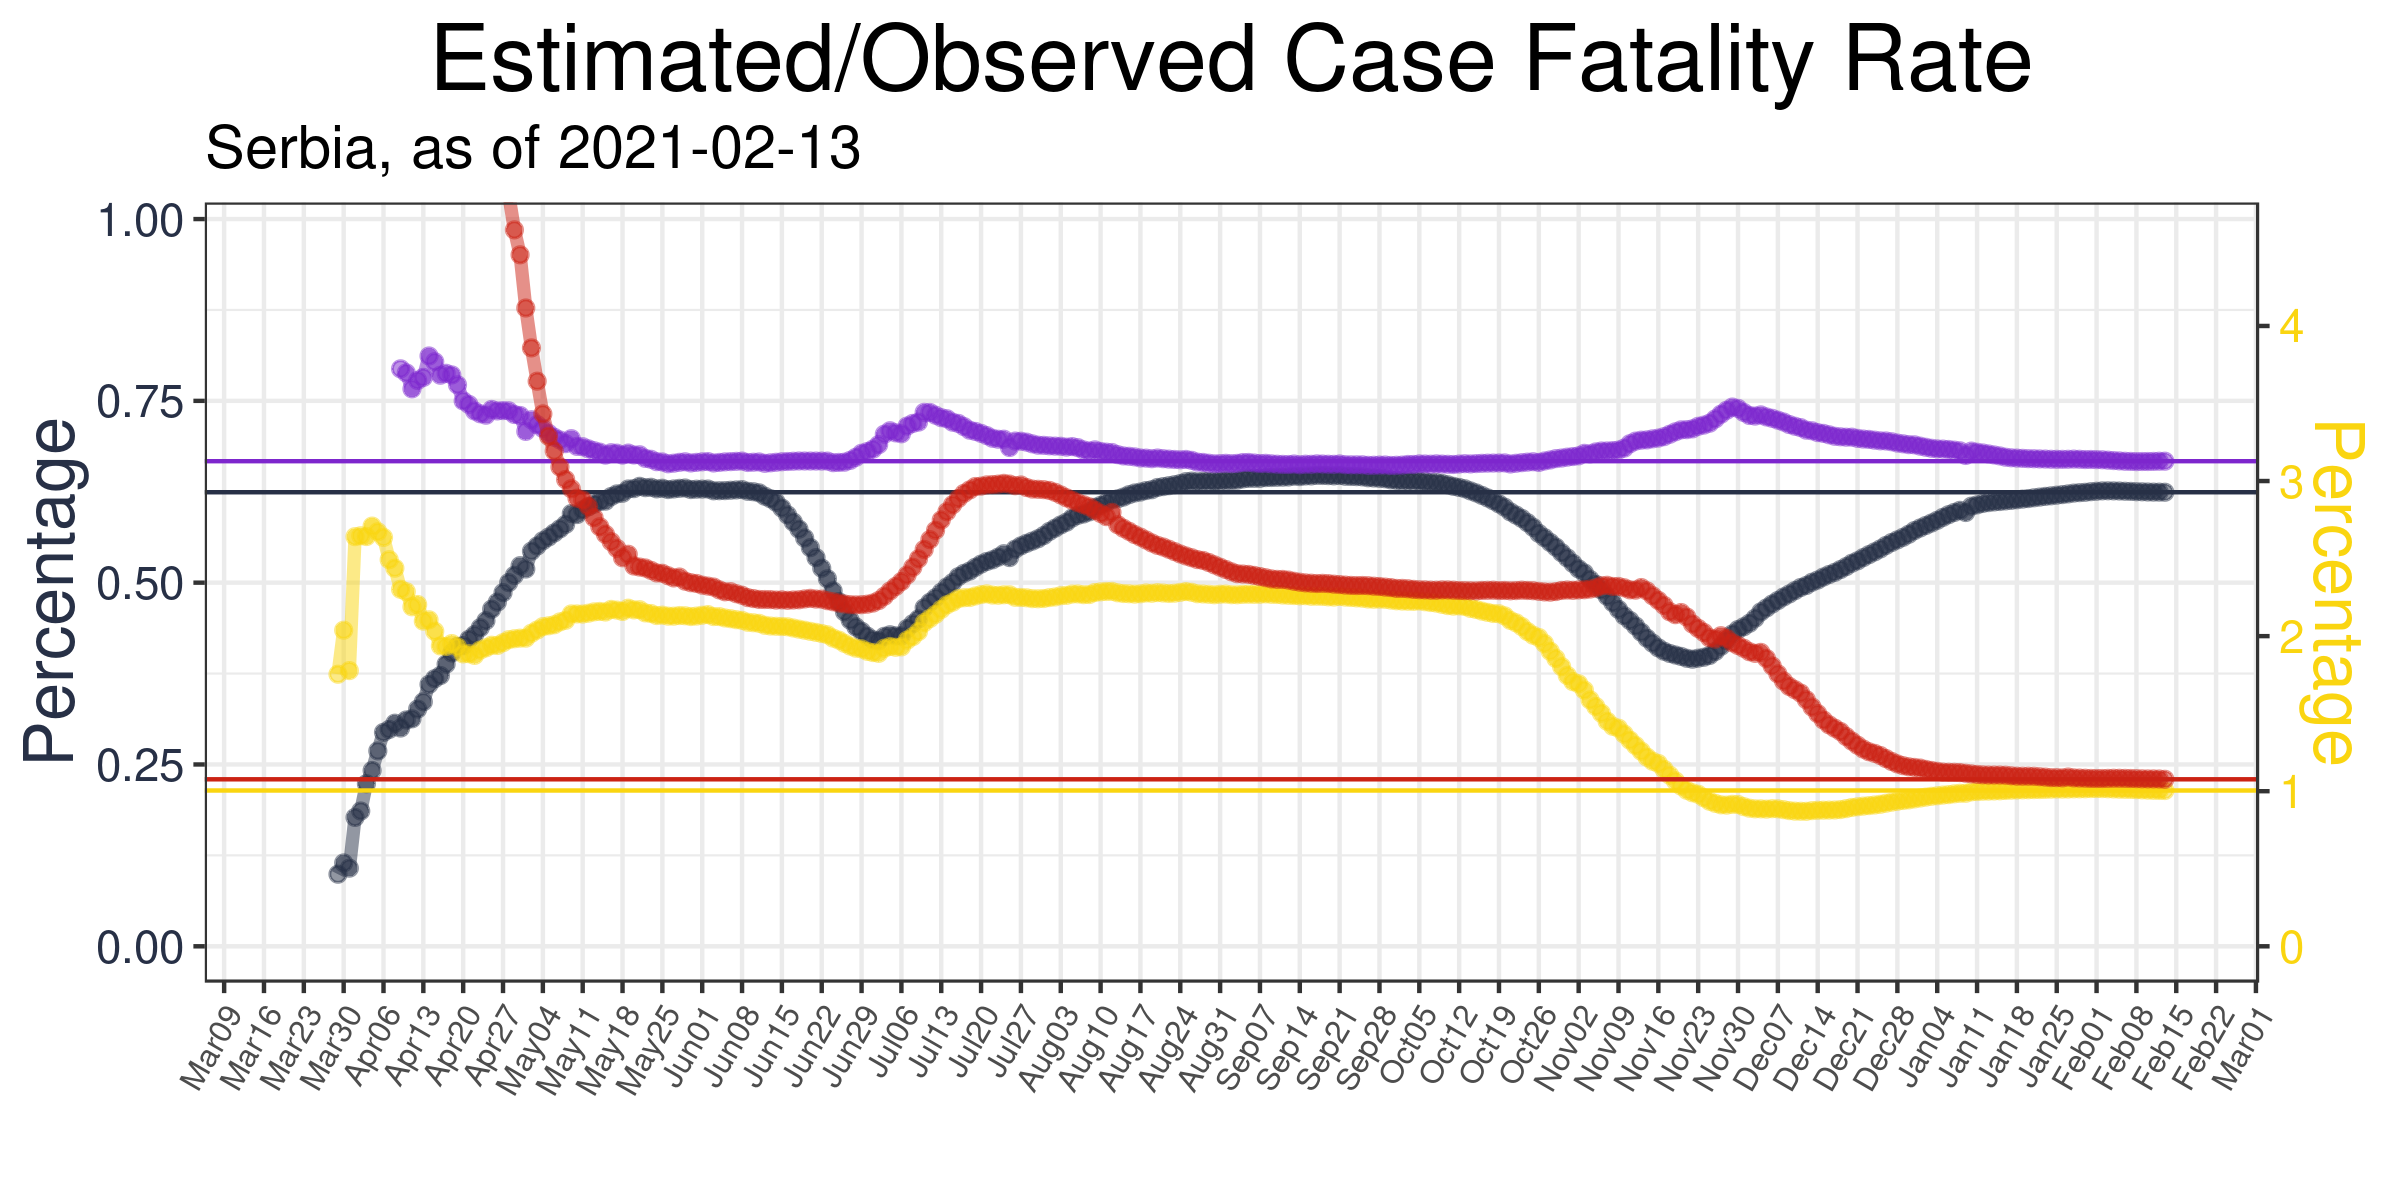 Estimated/Observed Case Fatality Rate
Serbia, as of 2021-02-13
Percentage
1.00
0.75
0.50
0.25
0.00
4
3
2
1
0
Percentage
Mar09
Mar16
Mar23
Mar30
Apr06
Apr13
Apr20
Apr27
May04
May11
May18
May25
Jun01
Jun08
Jun15
Jun22
Jun29
Jul06
Jul13
Jul20
Jul27
Aug03
Aug10
Aug17
Aug24
Aug31
Sep07
Sep14
Sep21
Sep28
Oct05
Oct12
Oct19
Oct26
Nov02
Nov09
Nov16
Nov23
Nov30
Dec07
Dec14
Dec21
Dec28
Jan04
Jan11
Jan18
Jan25
Feb01
Feb08
Feb15
Feb22
Mar01